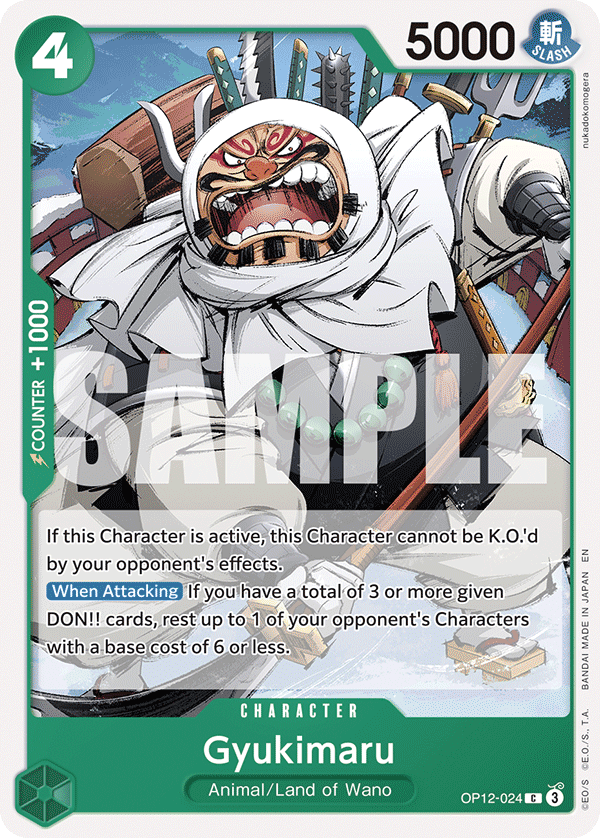 4
5000
斬
SLASH
nukadokomogera
COUNTER +1000
SAMPLE
If this Character is active, this Character cannot be K.O.'d
by your opponent's effects.
When Attacking If you have a total of 3 or more given
DON!! cards, rest up to 1 of your opponent's Characters
with a base cost of 6 or less.
CHARACTER
Gyukimaru
Animal/Land of Wano
OP12-024 C 3
©EO/S ©E.O./S., T.A. BANDAI MADE IN JAPAN EN